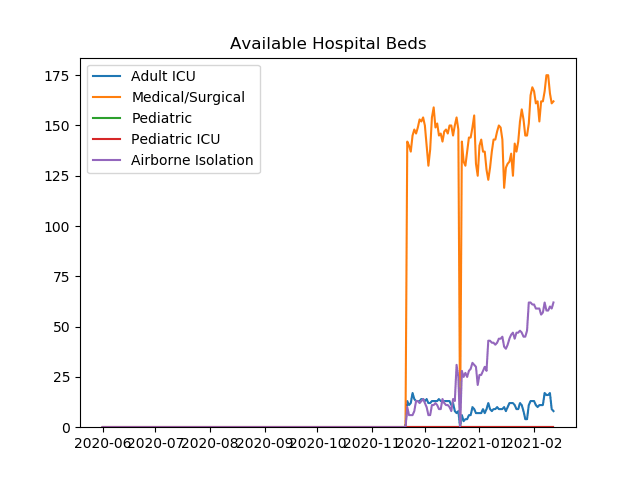 Available Hospital Beds
Adult ICU
Medical/Surgical
Pediatric
Pediatric ICU
Airborne Isolation
175
150
125
100
75
50
25
0
2020-06 2020-07 2020-08 2020-09 2020-10 2020-11 2020-12 2021-01 2021-02